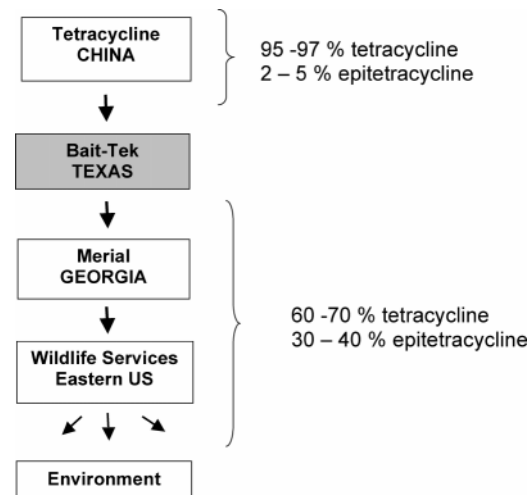 Tetracycline
CHINA
95 -97 % tetracycline
2 – 5 % epitetracycline
Bait-Tek
TEXAS
Merial
GEORGIA
60 -70 % tetracycline
30 – 40 % epitetracycline
Wildlife Services
Eastern US
Environment